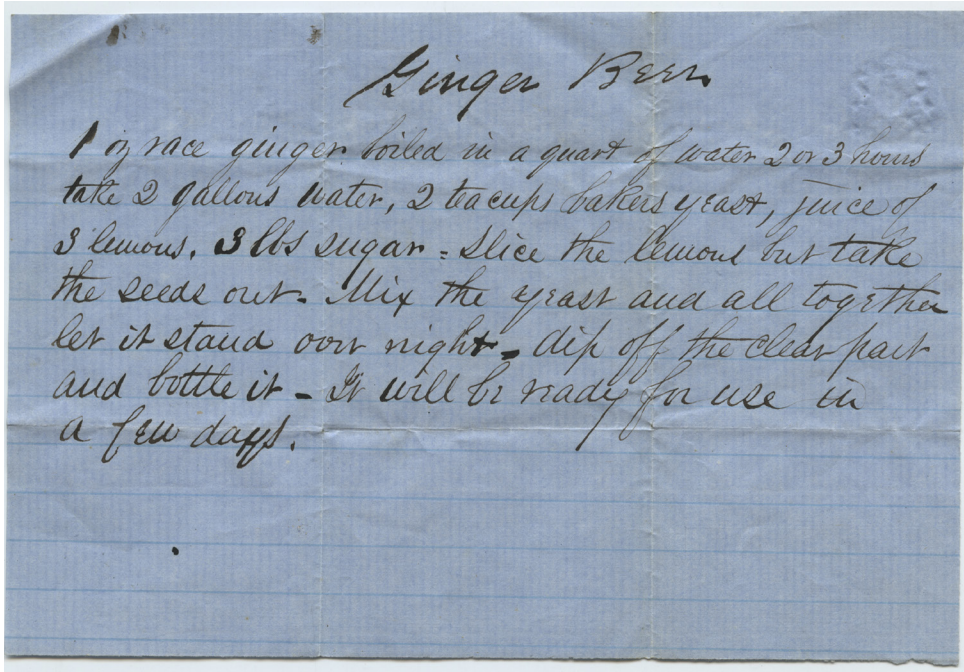 Ginger Beer
1 oz race ginger boiled in a quart of water 2 or 3 hours
take 2 gallons water, 2 teacups bakers yeast, juice of
3 lemons. 3 lbs sugar - slice the lemons but take
the seeds out - Mix the yeast and all together
let it stand over night - dip off the clear part
and bottle it - It will be ready for use in
a few days.